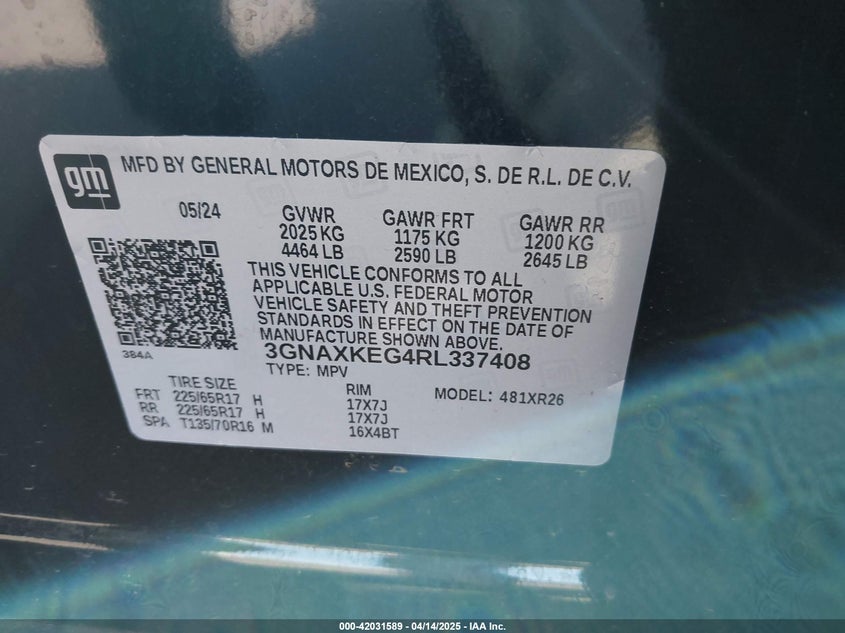 gm
MFD BY GENERAL MOTORS DE MEXICO, S. DE R.L. DE C.V.
05/24 GVWR GAWR FRT GAWR RR
2025 KG 1175 KG 1200 KG
4464 LB 2590 LB 2645 LB
THIS VEHICLE CONFORMS TO ALL
APPLICABLE U.S. FEDERAL MOTOR
VEHICLE SAFETY AND THEFT PREVENTION
STANDARDS IN EFFECT ON THE DATE OF
MANUFACTURE SHOWN ABOVE.
384A
3GNAXKEG4RL337408
TYPE: MPV
TIRE SIZE RIM MODEL: 481XR26
FRT 225/65R17 H 17X7J
RR 225/65R17 H 17X7J
SPA T135/70R16 M 16X4BT
000-42031589 - 04/14/2025 - IAA Inc.